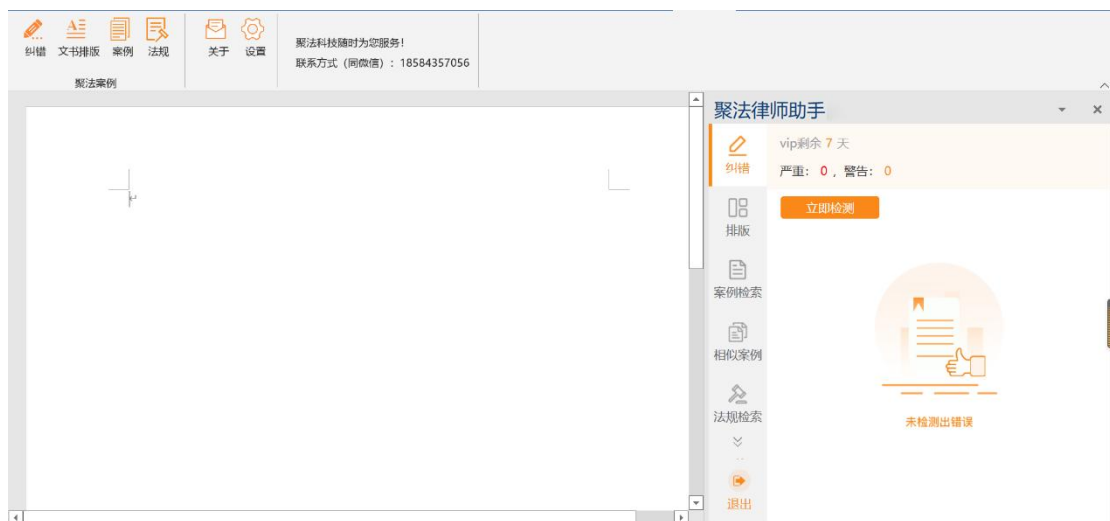 纠错 文书排版 案例 法规 关于 设置
聚法科技随时为您服务!
联系方式（同微信）: 18584357056
聚法案例
聚法律师助手
vip剩余 7 天
严重: 0 , 警告: 0
立即检测
纠错
排版
案例检索
相似案例
法规检索
退出
未检测出错误